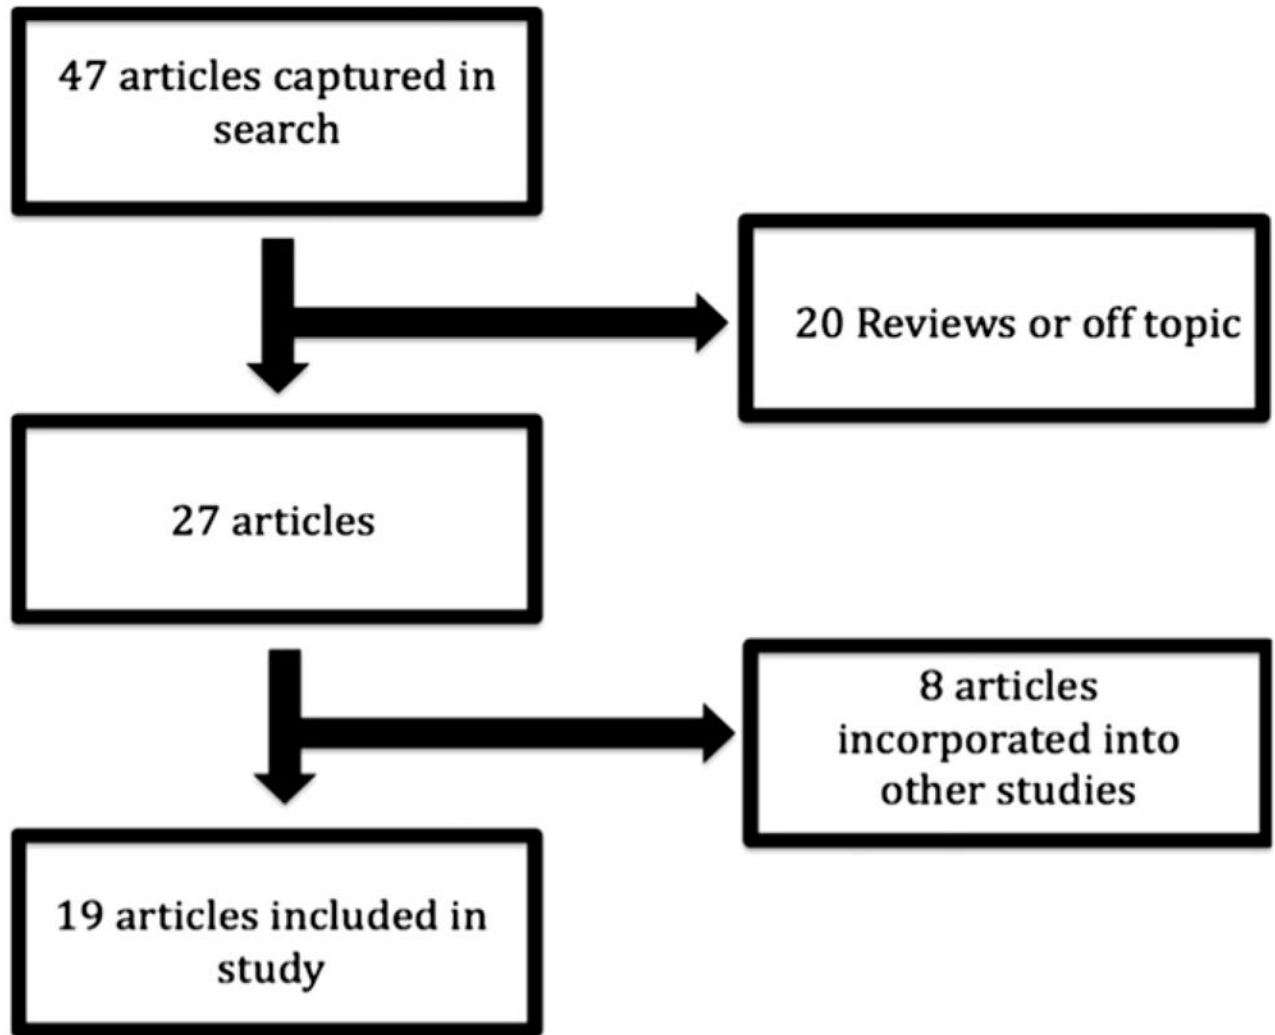 47 articles captured in
search
20 Reviews or off topic
27 articles
8 articles
incorporated into
other studies
19 articles included in
study